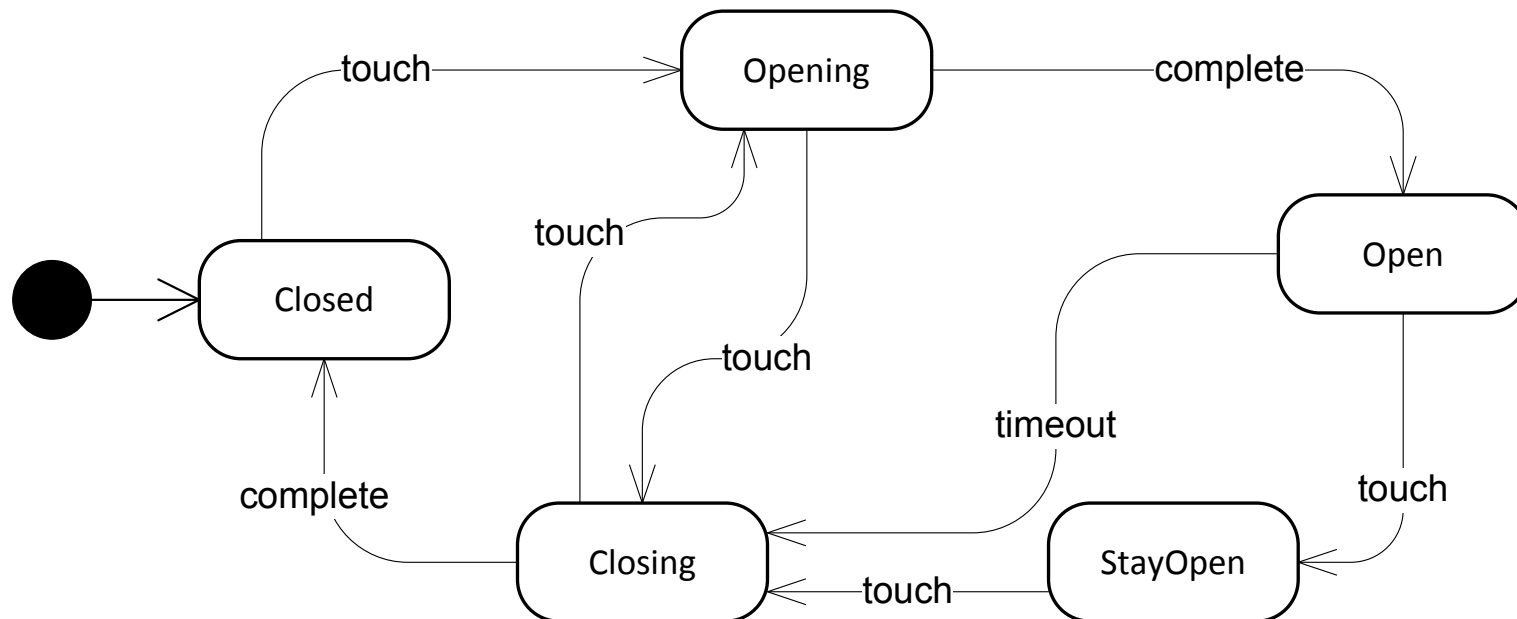 touch
Opening
complete
touch
Open
Closed
touch
timeout
complete
touch
Closing
StayOpen
touch